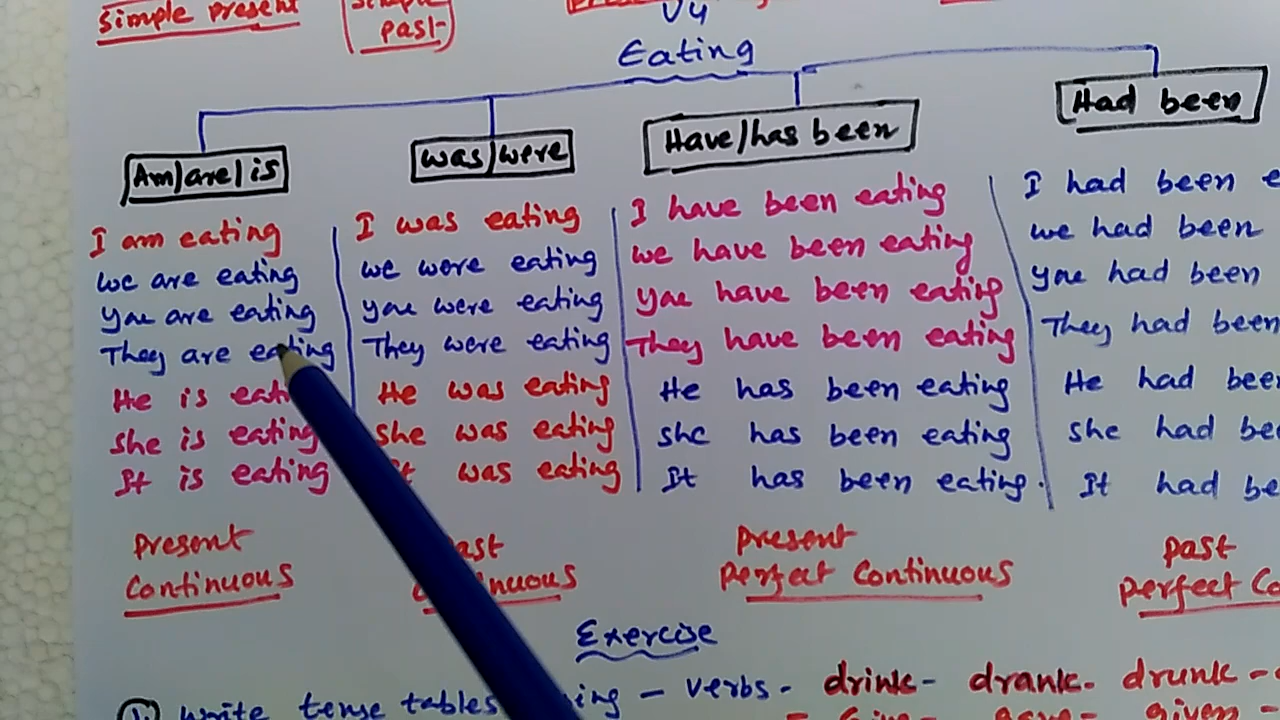 Simple present
past
V4
Eating
Am/are/is
was/were
Have/has been
Had been
I am eating
we are eating
you are eating
They are eating
He is
she is eating
It is eating
Present
Continuous
I was eating
we were eating
you were eating
They were eating
He was eating
she was eating
was eating
I have been eating
we have been eating
you have been eating
They have been eating
He has been eating
she has been eating
It has been eating.
Present
Perfect Continuous
I had been
we had been
you had been
They had been
He had been
she had
It had
past
perfect
Exercise
① write tense tables - verbs - drink - drank - drunk -